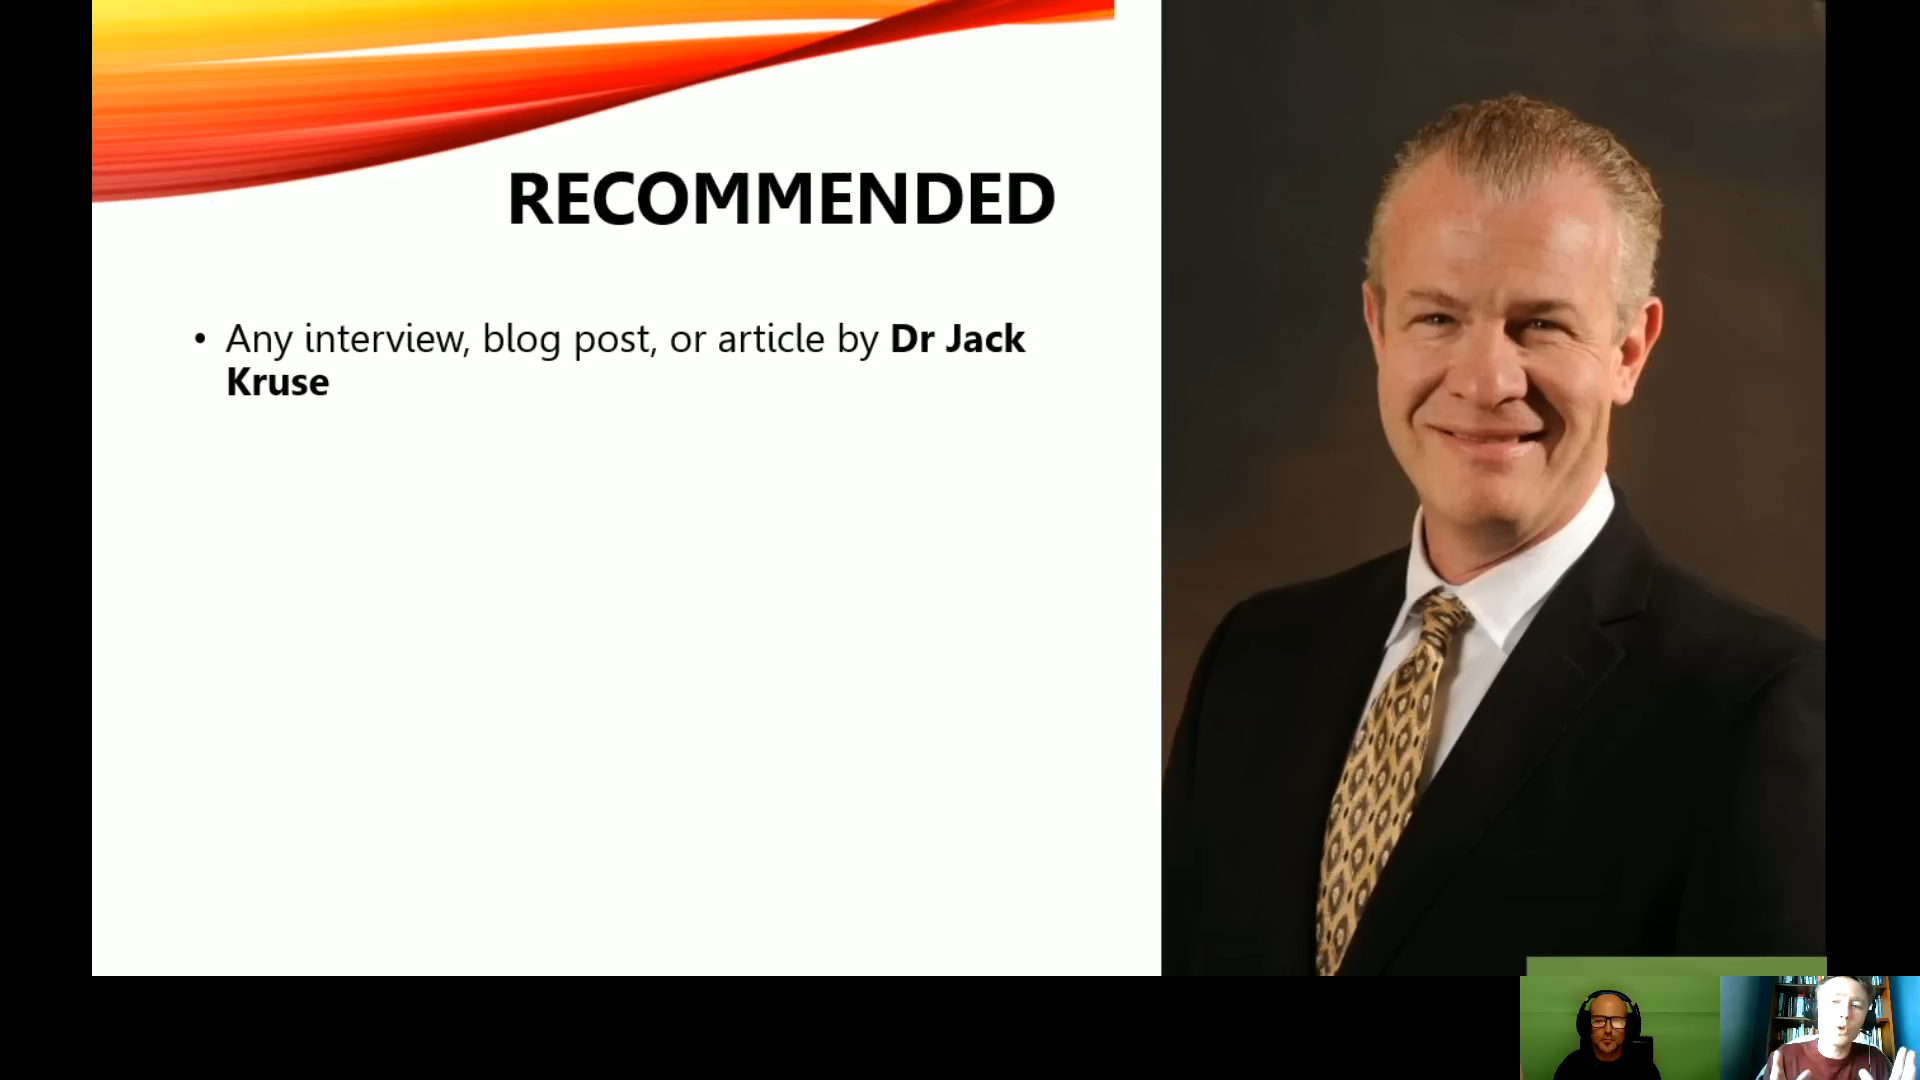 RECOMMENDED
• Any interview, blog post, or article by Dr Jack
Kruse